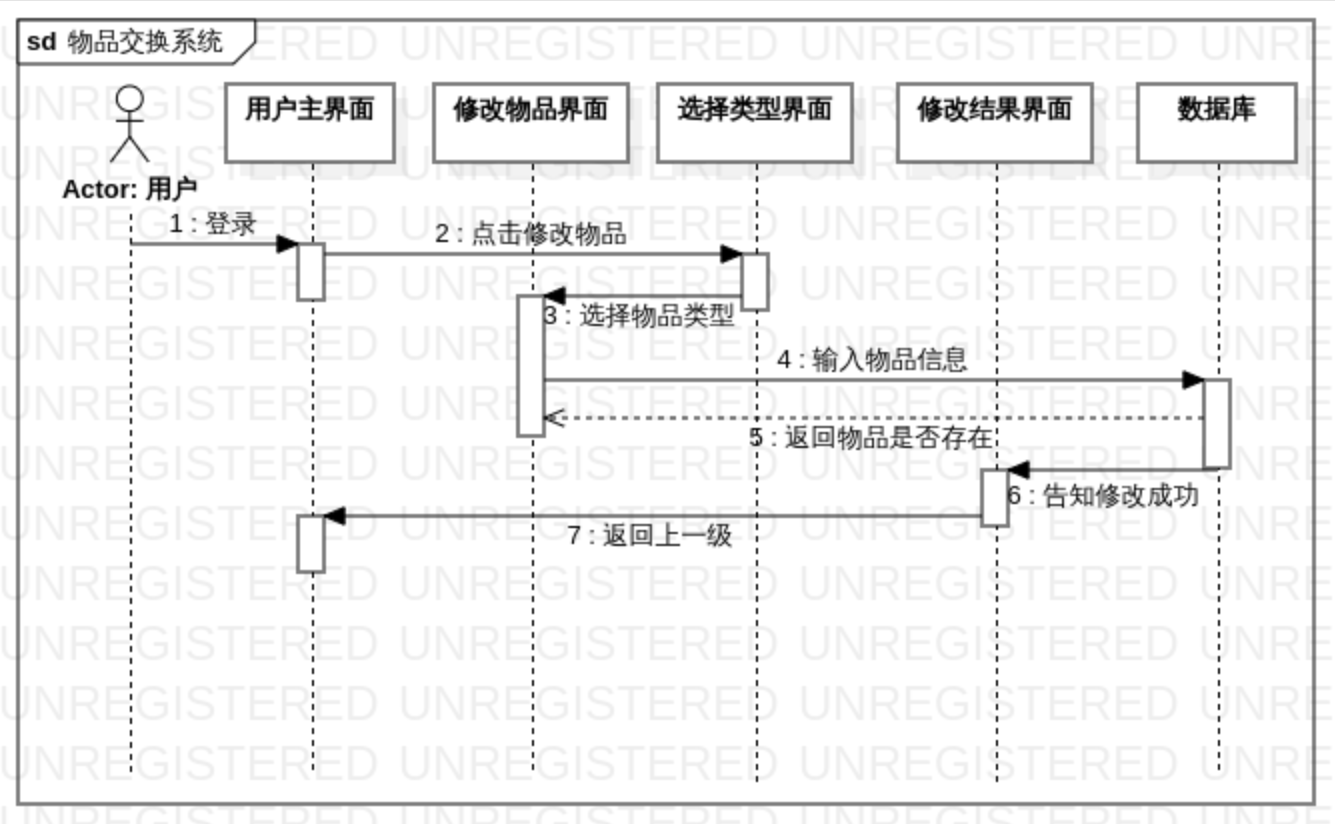 sd 物品交换系统
用户主界面
修改物品界面
选择类型界面
修改结果界面
数据库
Actor: 用户
1 : 登录
2 : 点击修改物品
3 : 选择物品类型
4 : 输入物品信息
5 : 返回物品是否存在
6 : 告知修改成功
7 : 返回上一级
UNREGISTERED UNREGISTERED UNREGISTERED UNRE